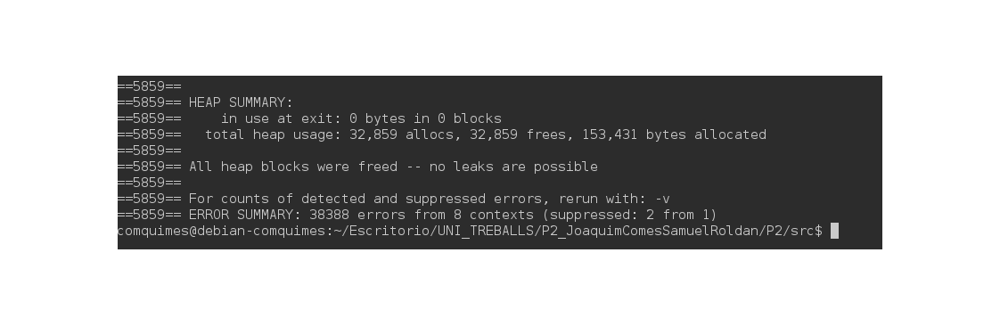 ==5859==
==5859== HEAP SUMMARY:
==5859==     in use at exit: 0 bytes in 0 blocks
==5859==   total heap usage: 32,859 allocs, 32,859 frees, 153,431 bytes allocated
==5859==
==5859== All heap blocks were freed -- no leaks are possible
==5859==
==5859== For counts of detected and suppressed errors, rerun with: -v
==5859== ERROR SUMMARY: 38388 errors from 8 contexts (suppressed: 2 from 1)
comquimes@debian-comquimes:~/Escritorio/UNI_TREBALLS/P2_JoaquimComesSamuelRoldan/P2/src$